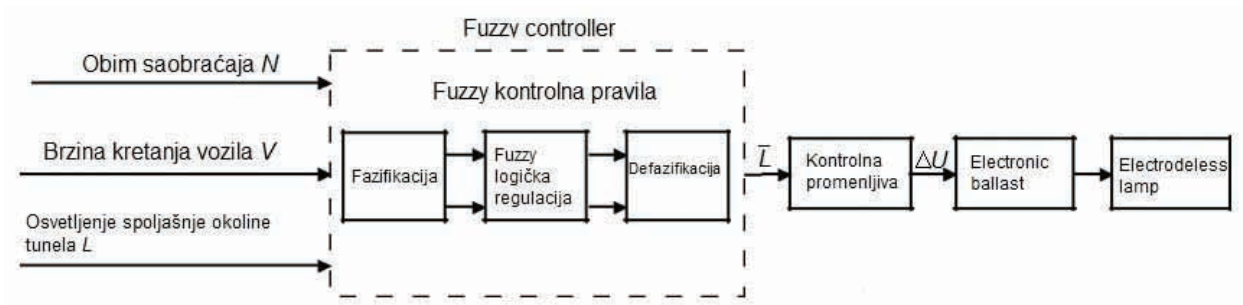 Fuzzy controller
Obim saobraćaja N
Fuzzy kontrolna pravila
Brzina kretanja vozila V
Fazifikacija
Fuzzy
logička
regulacija
Defazifikacija
L̅
Kontrolna
promenljiva
ΔU
Electronic
ballast
Electrodeless
lamp
Osvetljenje spoljašnje okoline
tunela L